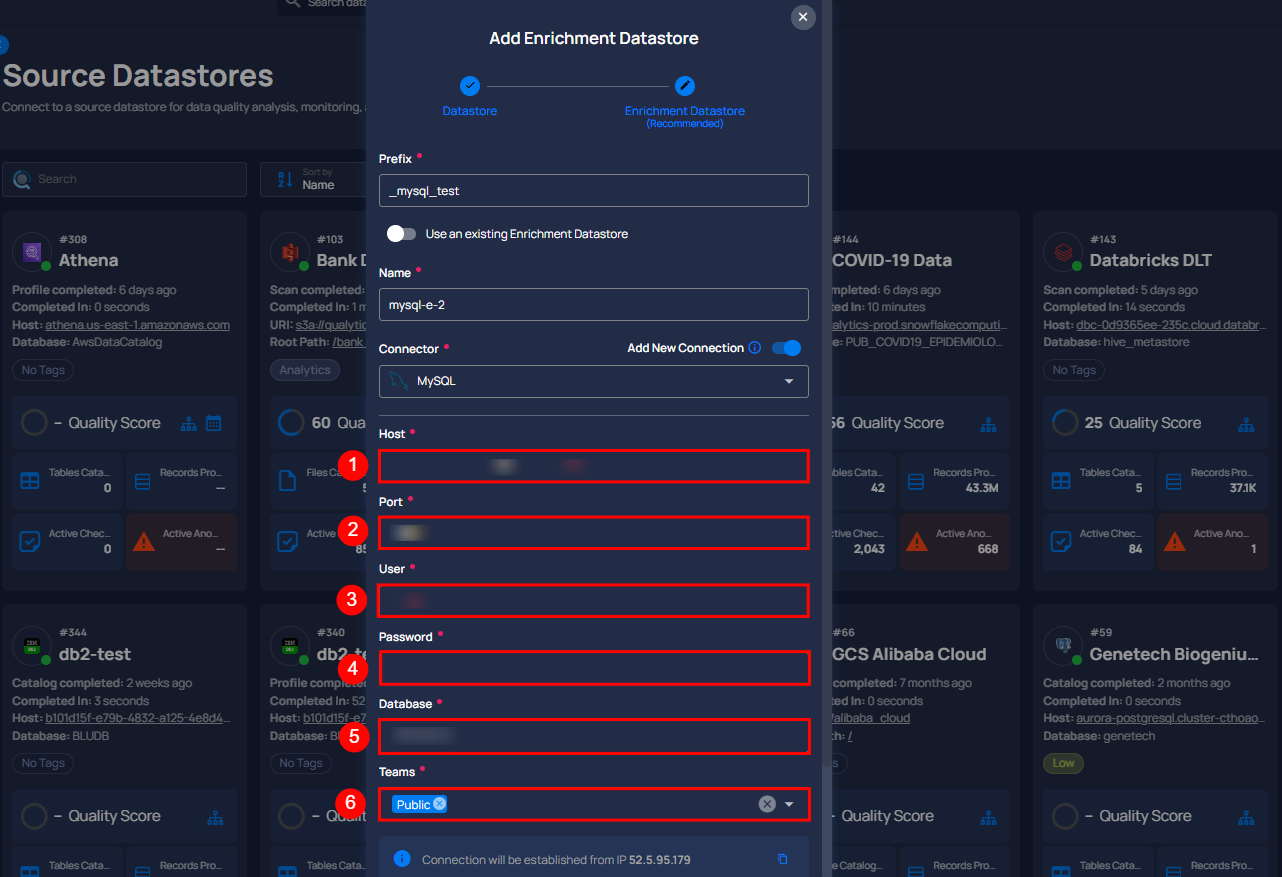 Search data
Add Enrichment Datastore
Datastore
Enrichment Datastore
(Recommended)
Source Datastores
Connect to a source datastore for data quality analysis, monitoring,
Search
Sort by
Name
Prefix *
_mysql_test
Use an existing Enrichment Datastore
Name *
mysql-e-2
Connector *
Add New Connection
MySQL
Host *
1
Port *
2
User *
3
Password *
4
Database *
5
Teams *
6
Public
Connection will be established from IP 52.5.95.179
#308
Athena
Profile completed: 6 days ago
Completed In: 0 seconds
Host: athena.us-east-1.amazonaws.com
Database: AwsDataCatalog
No Tags
– Quality Score
Tables Cata...
0
Records Pro...
--
Active Chec...
0
Active Ano...
--
#103
Bank D
Scan completed:
Completed In: 1 m
URI: s3a://qualytic
Root Path: /bank_
Analytics
60 Qua
Files Ca
5
Active
85
#144
COVID-19 Data
mpleted: 6 days ago
ed In: 10 minutes
alytics-prod.snowflakecomputi...
e: PUB_COVID19_EPIDEMIOLO...
56 Quality Score
bles Cata...
42
Records Pro...
43.3M
ctive Chec...
2,043
Active Ano...
668
#143
Databricks DLT
Scan completed: 5 days ago
Completed In: 14 seconds
Host: dbc-0d9365ee-235c.cloud.databr...
Database: hive_metastore
No Tags
25 Quality Score
Tables Cata...
5
Records Pro...
37.1K
Active Chec...
84
Active Ano...
1
#344
db2-test
Catalog completed: 2 weeks ago
Completed In: 3 seconds
Host: b101d15f-e79b-4832-a125-4e8d4...
Database: BLUDB
No Tags
– Quality Score
Tables Cata...
Records Pro...
#340
db2-te
Profile complete
Completed In: 52
Host: b101d15f-e7
Database: BL
No Tags
– Qualit
Tables Cata
#66
GCS Alibaba Cloud
completed: 7 months ago
ed In: 0 seconds
/alibaba_cloud
th: /
s
Quality Score
Catalog...
Records Pro...
#59
Genetech Biogeniu...
Catalog completed: 2 months ago
Completed In: 0 seconds
Host: aurora-postgresql.cluster-cthoao...
Database: genetech
Low
– Quality Score
Tables Cata...
Records Pro...